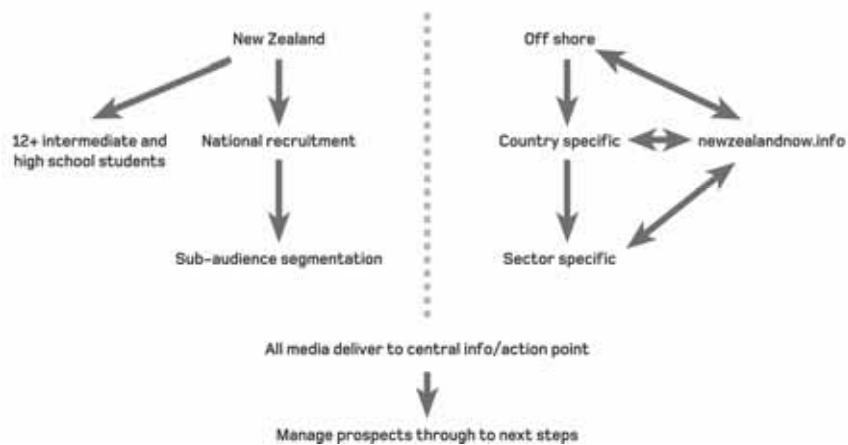 New Zealand
Off shore
12+ intermediate and
high school students
National recruitment
Country specific
newzealandnow.info
Sub-audience segmentation
Sector specific
All media deliver to central info/action point
Manage prospects through to next steps